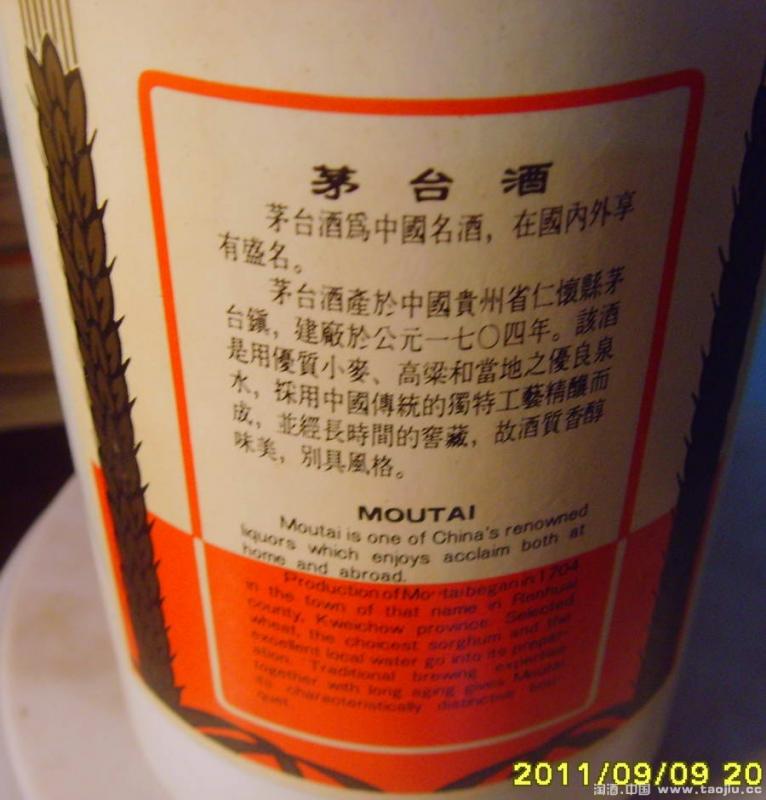 茅台酒
茅台酒爲中國名酒，在國內外享
有盛名。
茅台酒產於中國貴州省仁懷縣茅
台鎮，建廠於公元一七〇四年。該酒
是用優質小麥、高粱和當地之優良泉
水，採用中國傳統的獨特工藝精釀而
成，並經長時間的窖藏，故酒質香醇
味美，別具風格。
MOUTAI
Moutai is one of China's renowned
liquors which enjoys acclaim both at
home and abroad.
Production of Moutai began in 1704
in the town of that name in Renhuai
county, Kweichow province. Selected
wheat, the choicest sorghum and the
excellent local water go into its prepar-
ation. Traditional brewing expertise
together with long aging gives Moutai
its characteristically distinctive bou-
quet.
2011/09/09 20
淘酒.中国 www.taojiu.cc